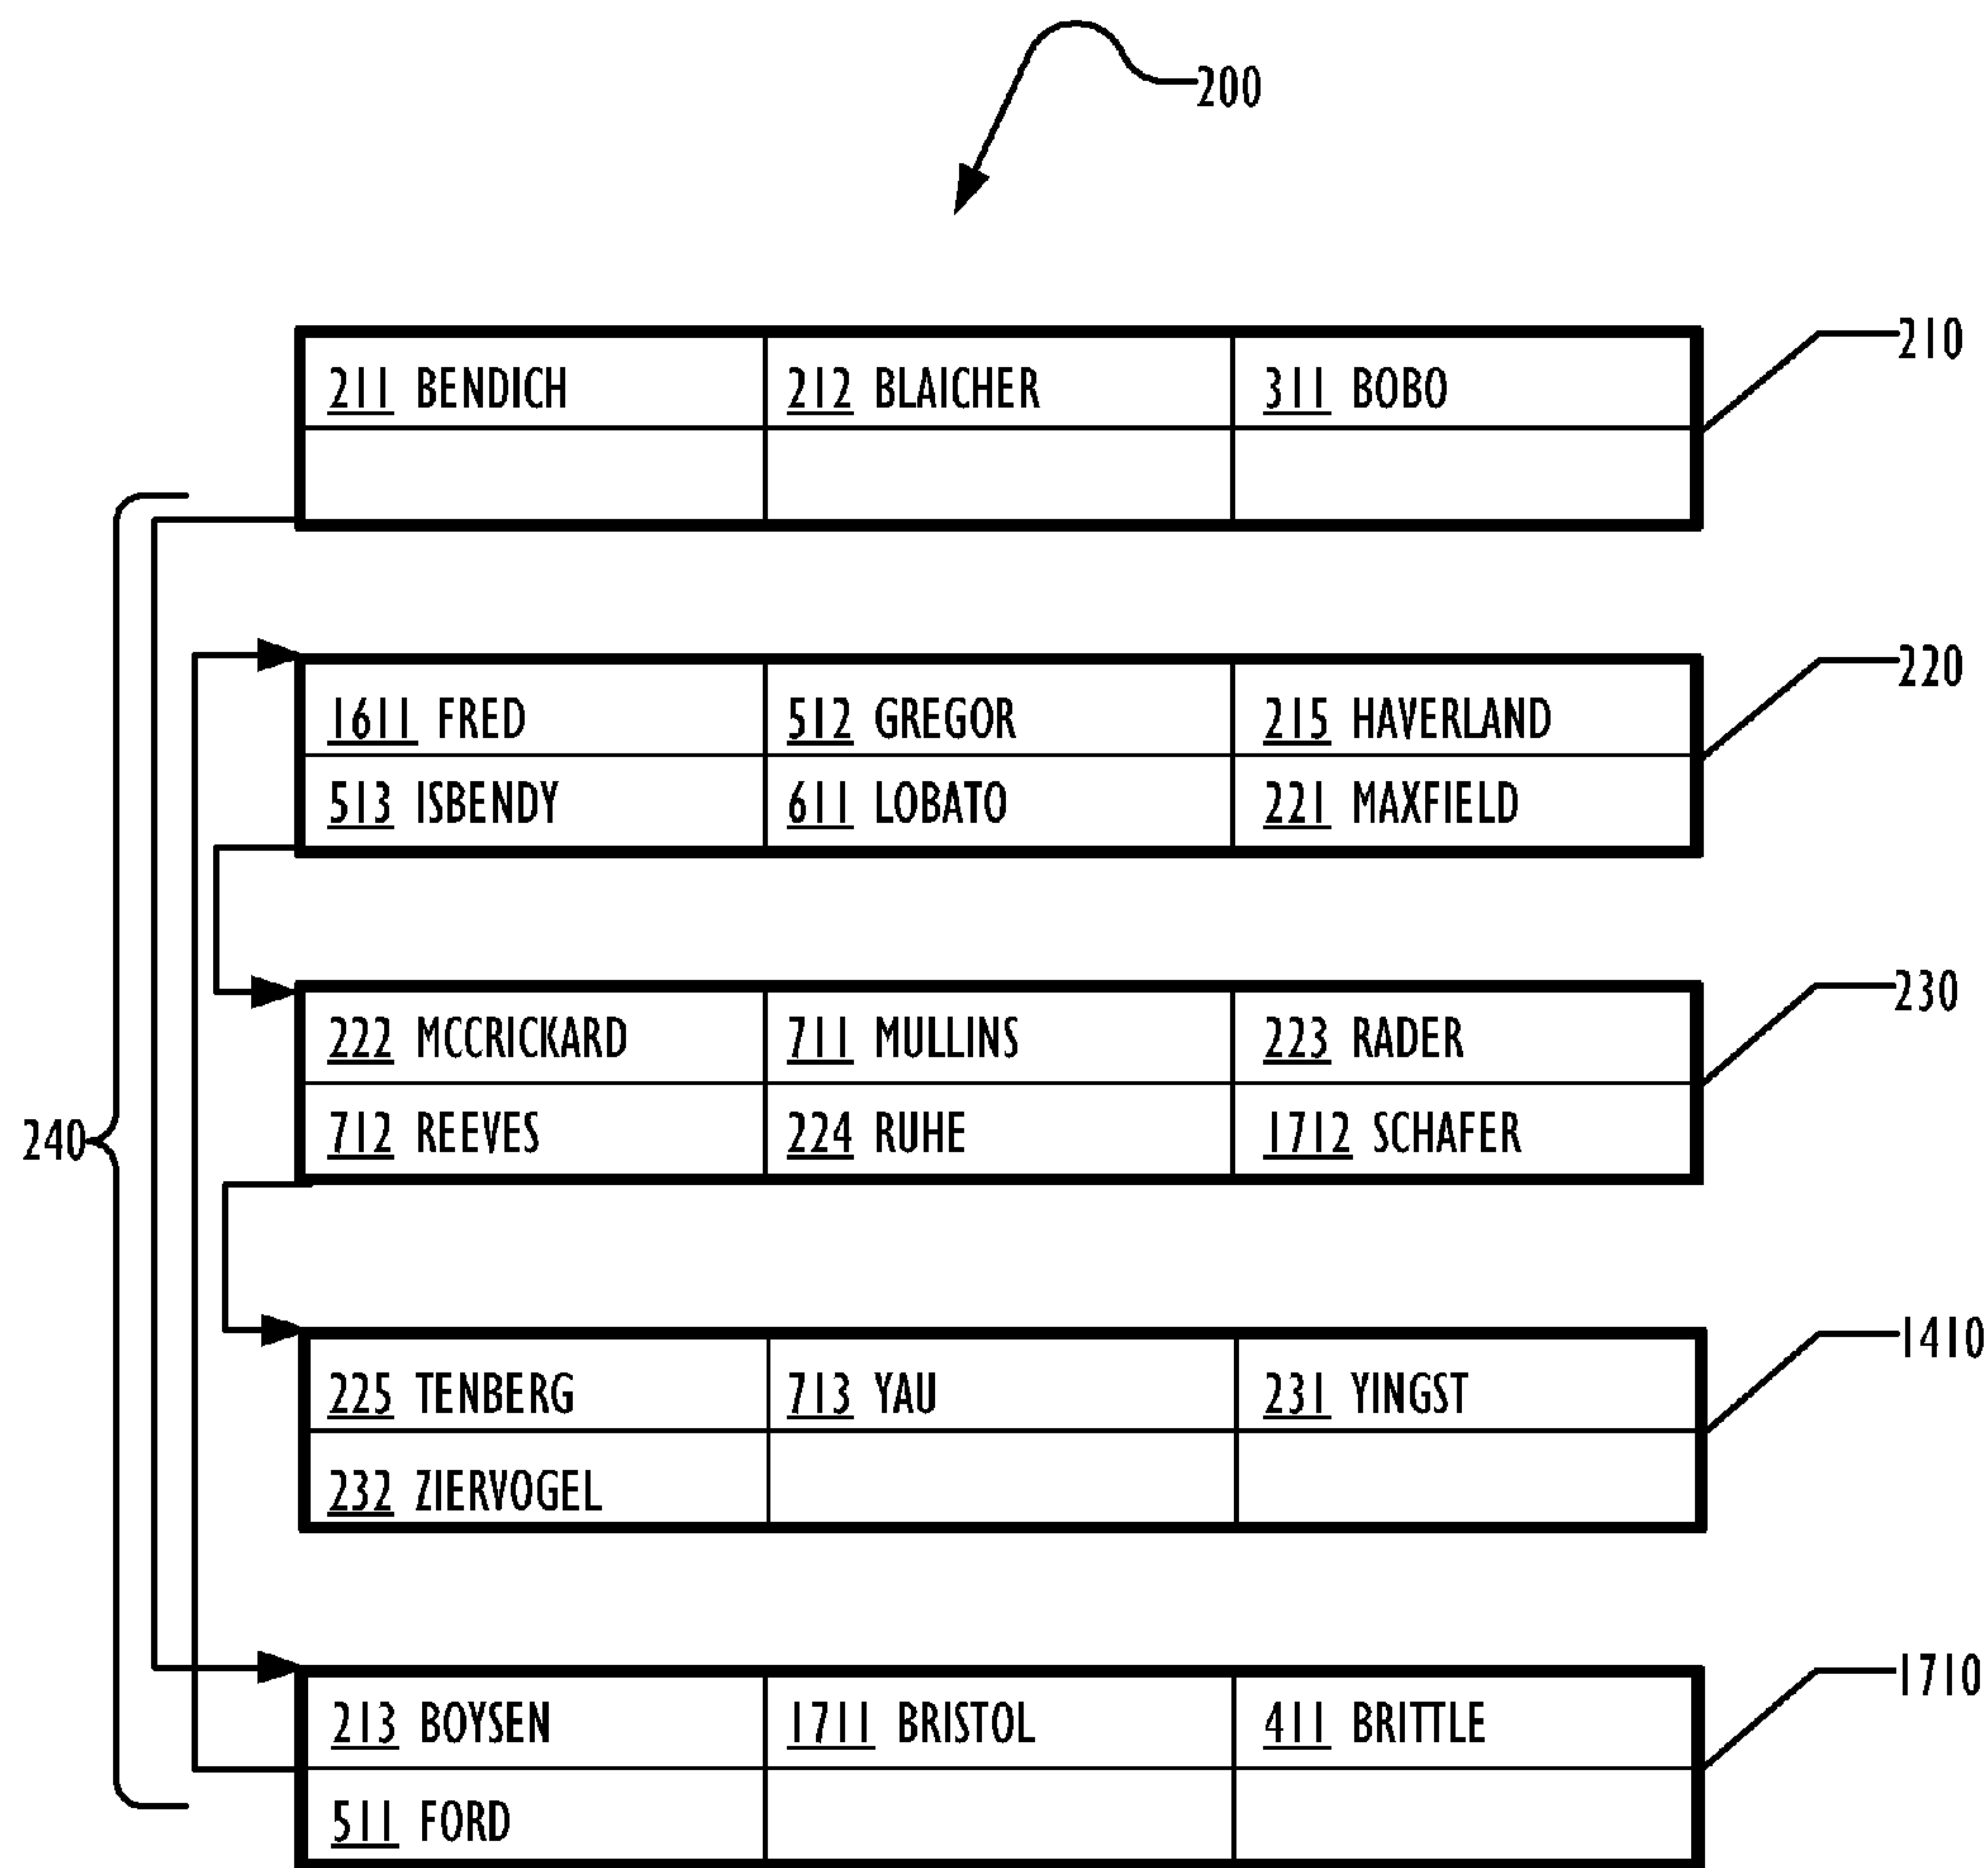 200
210
211 BENDICH 212 BLAICHER 311 BOBO
220
1611 FRED 512 GREGOR 215 HAVERLAND
513 ISBENDY 611 LOBATO 221 MAXFIELD
230
222 MCCRICKARD 711 MULLINS 223 RADER
712 REEVES 224 RUHE 1712 SCHAFER
240
1410
225 TENBERG 713 YAU 231 YINGST
232 ZIERVOGEL
1710
213 BOYSEN 1711 BRISTOL 411 BRITTLE
511 FORD